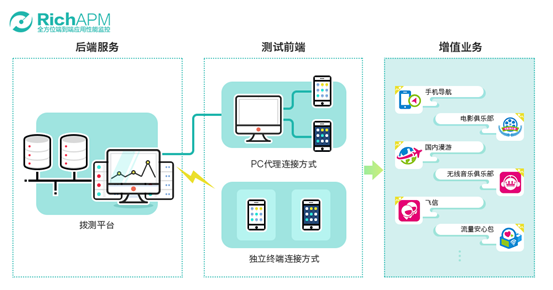 RichAPM
全方位端到端应用性能监控
后端服务
测试前端
增值业务
拨测平台
PC代理连接方式
独立终端连接方式
手机导航
电影俱乐部
国内漫游
无线音乐俱乐部
飞信
流量安心包